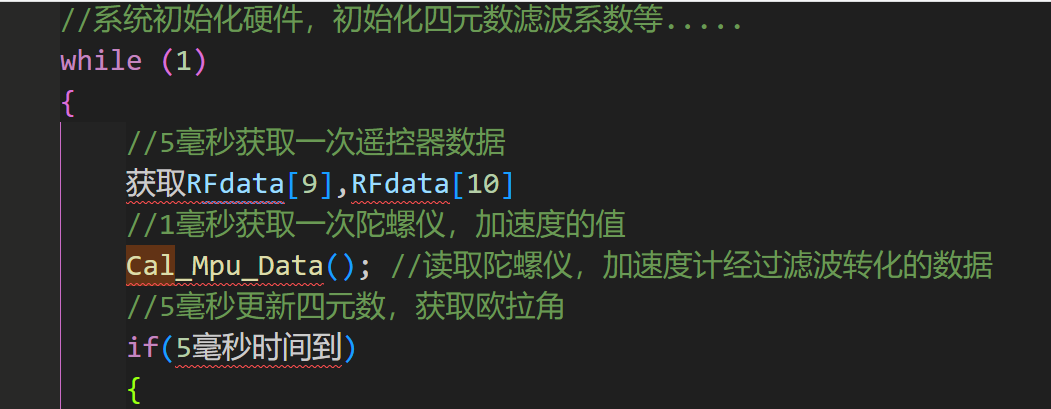 //系统初始化硬件，初始化四元数滤波系数等.....
while (1)
{
//5毫秒获取一次遥控器数据
获取RFdata[9],RFdata[10]
//1毫秒获取一次陀螺仪，加速度的值
Cal_Mpu_Data(); //读取陀螺仪，加速度计经过滤波转化的数据
//5毫秒更新四元数，获取欧拉角
if(5毫秒时间到)
{